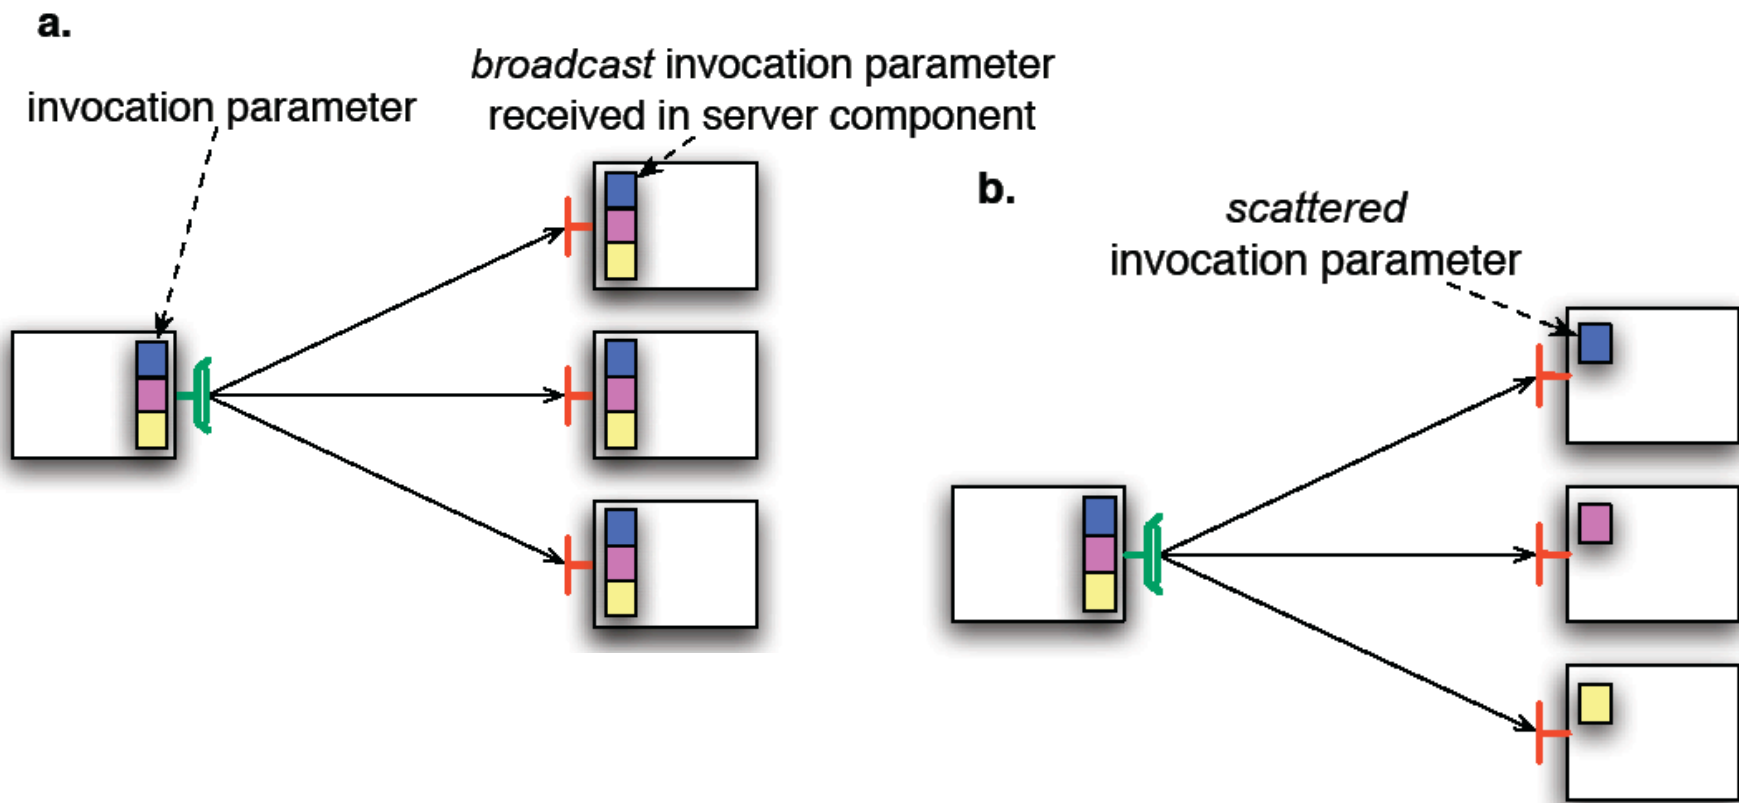 a.
invocation parameter
broadcast invocation parameter
received in server component
b.
scattered
invocation parameter